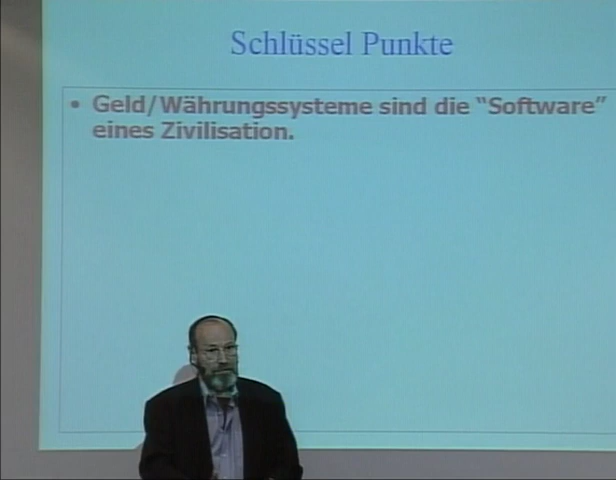 Schlüssel Punkte
• Geld/Währungssysteme sind die “Software”
eines Zivilisation.